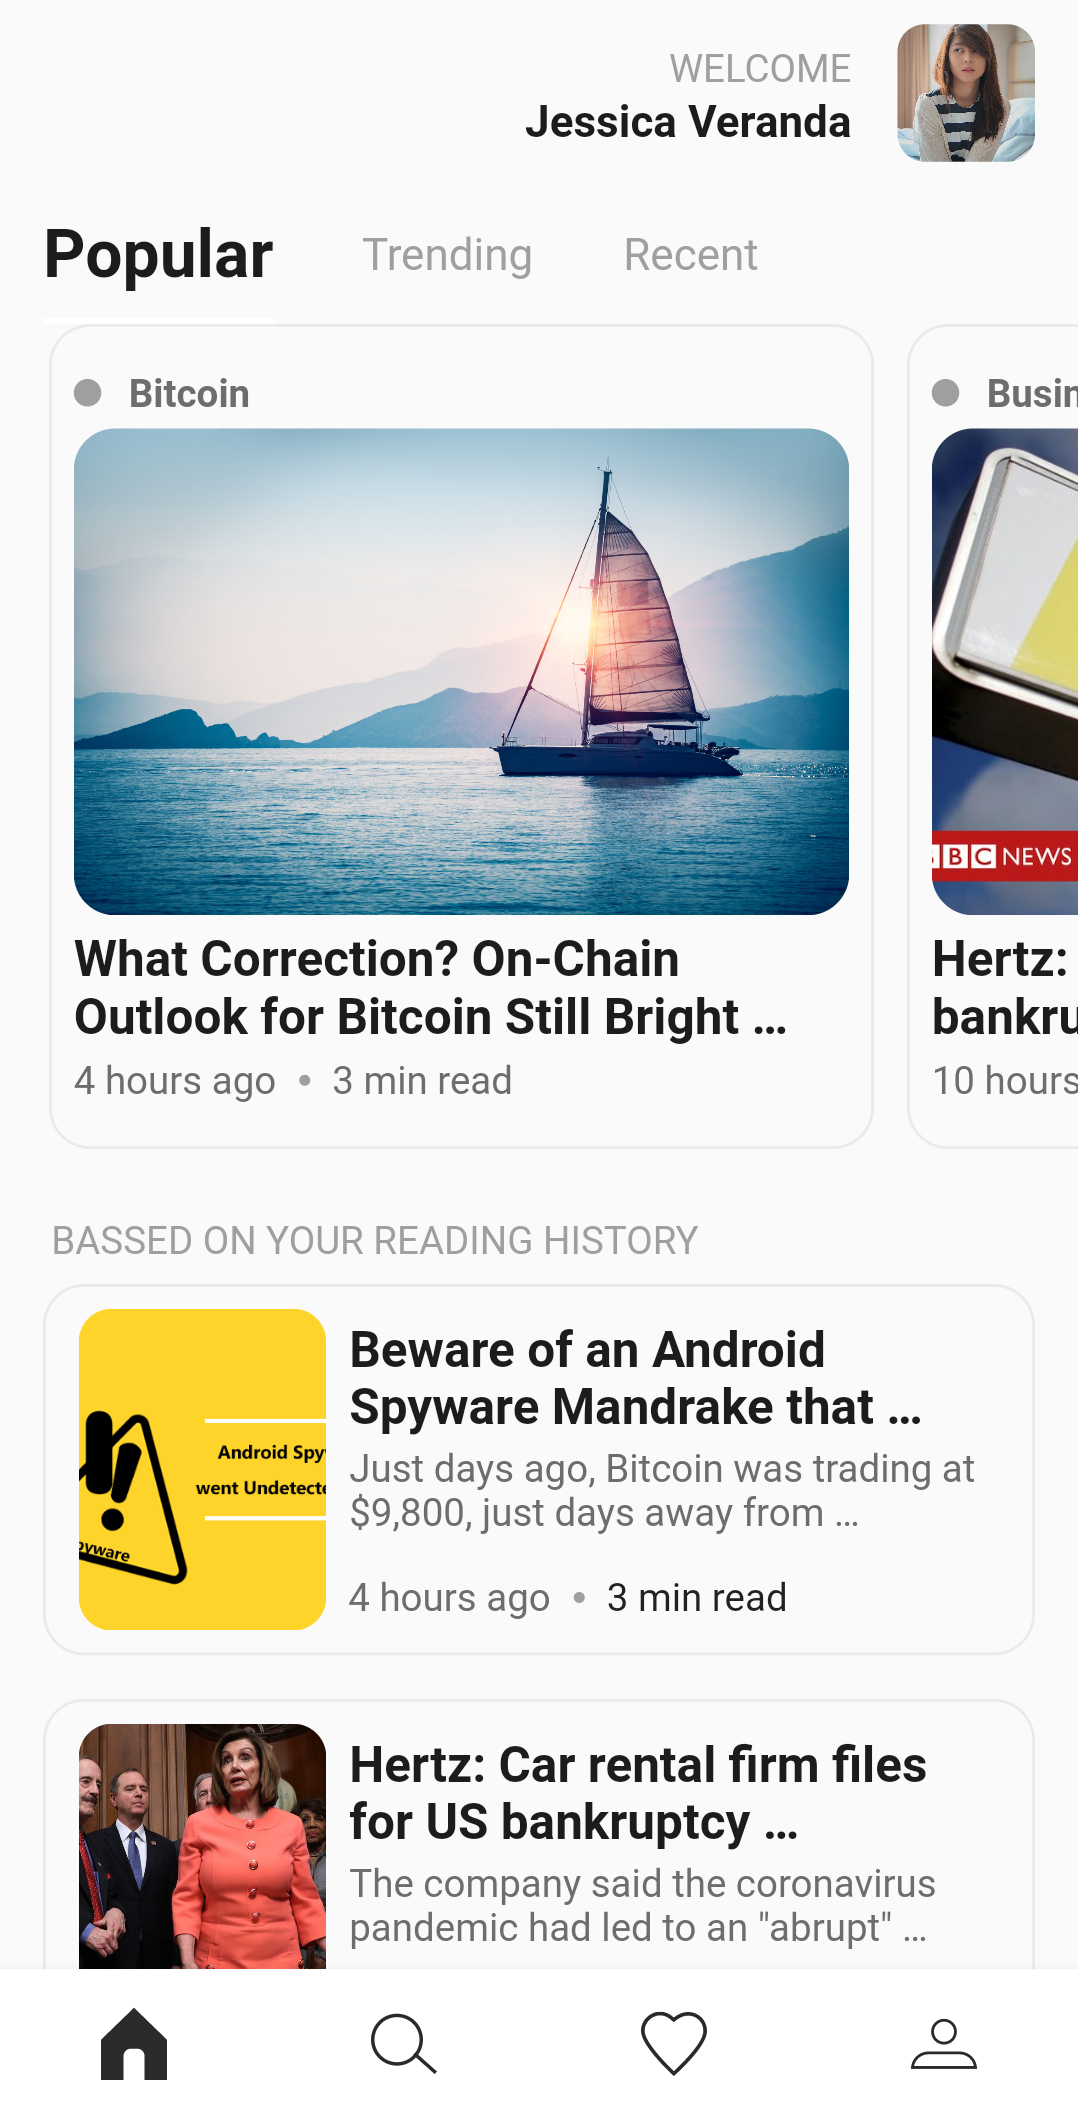 WELCOME
Jessica Veranda
Popular
Trending
Recent
Bitcoin
What Correction? On-Chain
Outlook for Bitcoin Still Bright ...
4 hours ago • 3 min read
Busin
BBC NEWS
Hertz:
bankru
10 hours
BASSED ON YOUR READING HISTORY
Android Spy
went Undetecte
pyware
Beware of an Android
Spyware Mandrake that ...
Just days ago, Bitcoin was trading at
$9,800, just days away from ...
4 hours ago • 3 min read
Hertz: Car rental firm files
for US bankruptcy ...
The company said the coronavirus
pandemic had led to an "abrupt" ...